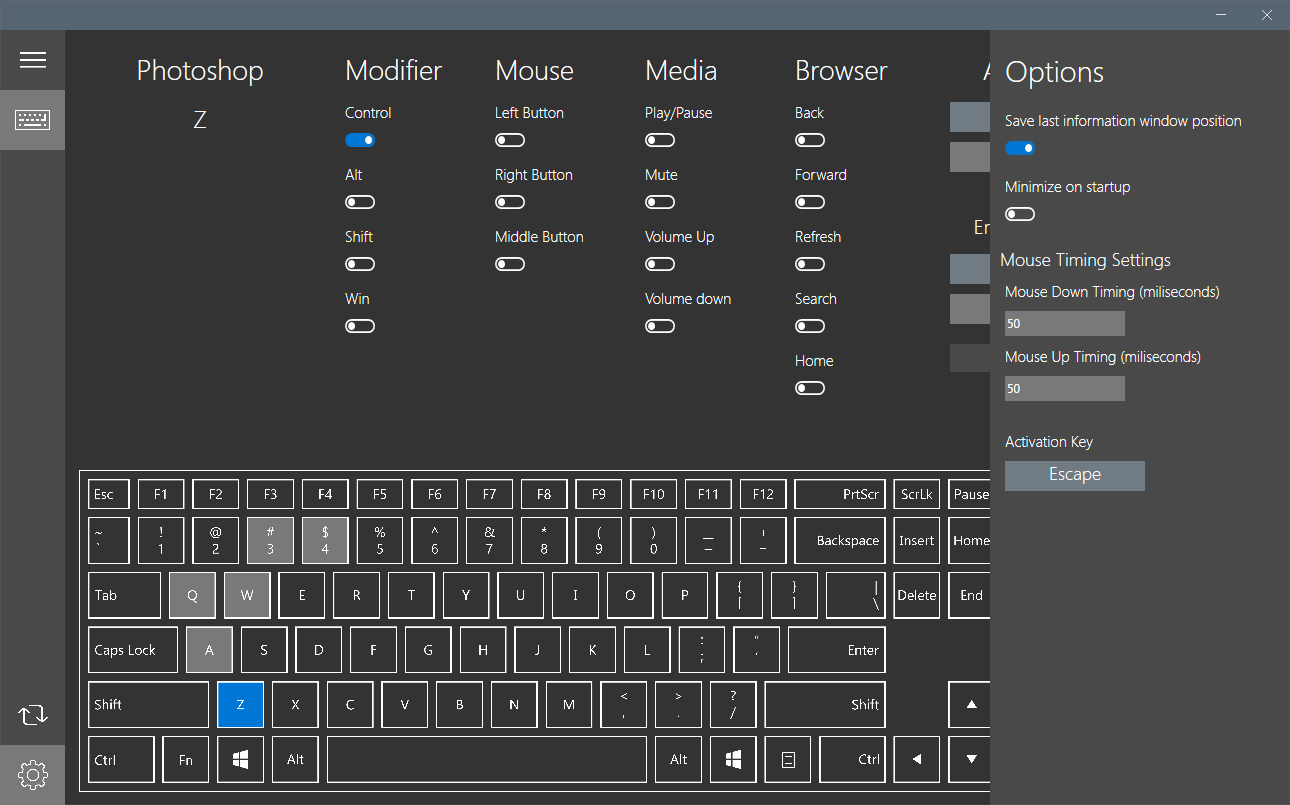 Photoshop
Z
Modifier
Control
Alt
Shift
Win
Mouse
Left Button
Right Button
Middle Button
Media
Play/Pause
Mute
Volume Up
Volume down
Browser
Back
Forward
Refresh
Search
Home
Er
Options
Save last information window position
Minimize on startup
Mouse Timing Settings
Mouse Down Timing (miliseconds)
50
Mouse Up Timing (miliseconds)
50
Activation Key
Escape
Esc F1 F2 F3 F4 F5 F6 F7 F8 F9 F10 F11 F12 PrtScr ScrLk Pause
~ ! @ # $ % ^ & * ( ) _
` 1 2 3 4 5 6 7 8 9 0 – Backspace Insert Home
Tab Q W E R T Y U I O P { [ } ] | \ Delete End
Caps Lock A S D F G H J K L : ; " ' Enter
Shift Z X C V B N M < , > . ? / Shift
Ctrl Fn Alt Alt Ctrl